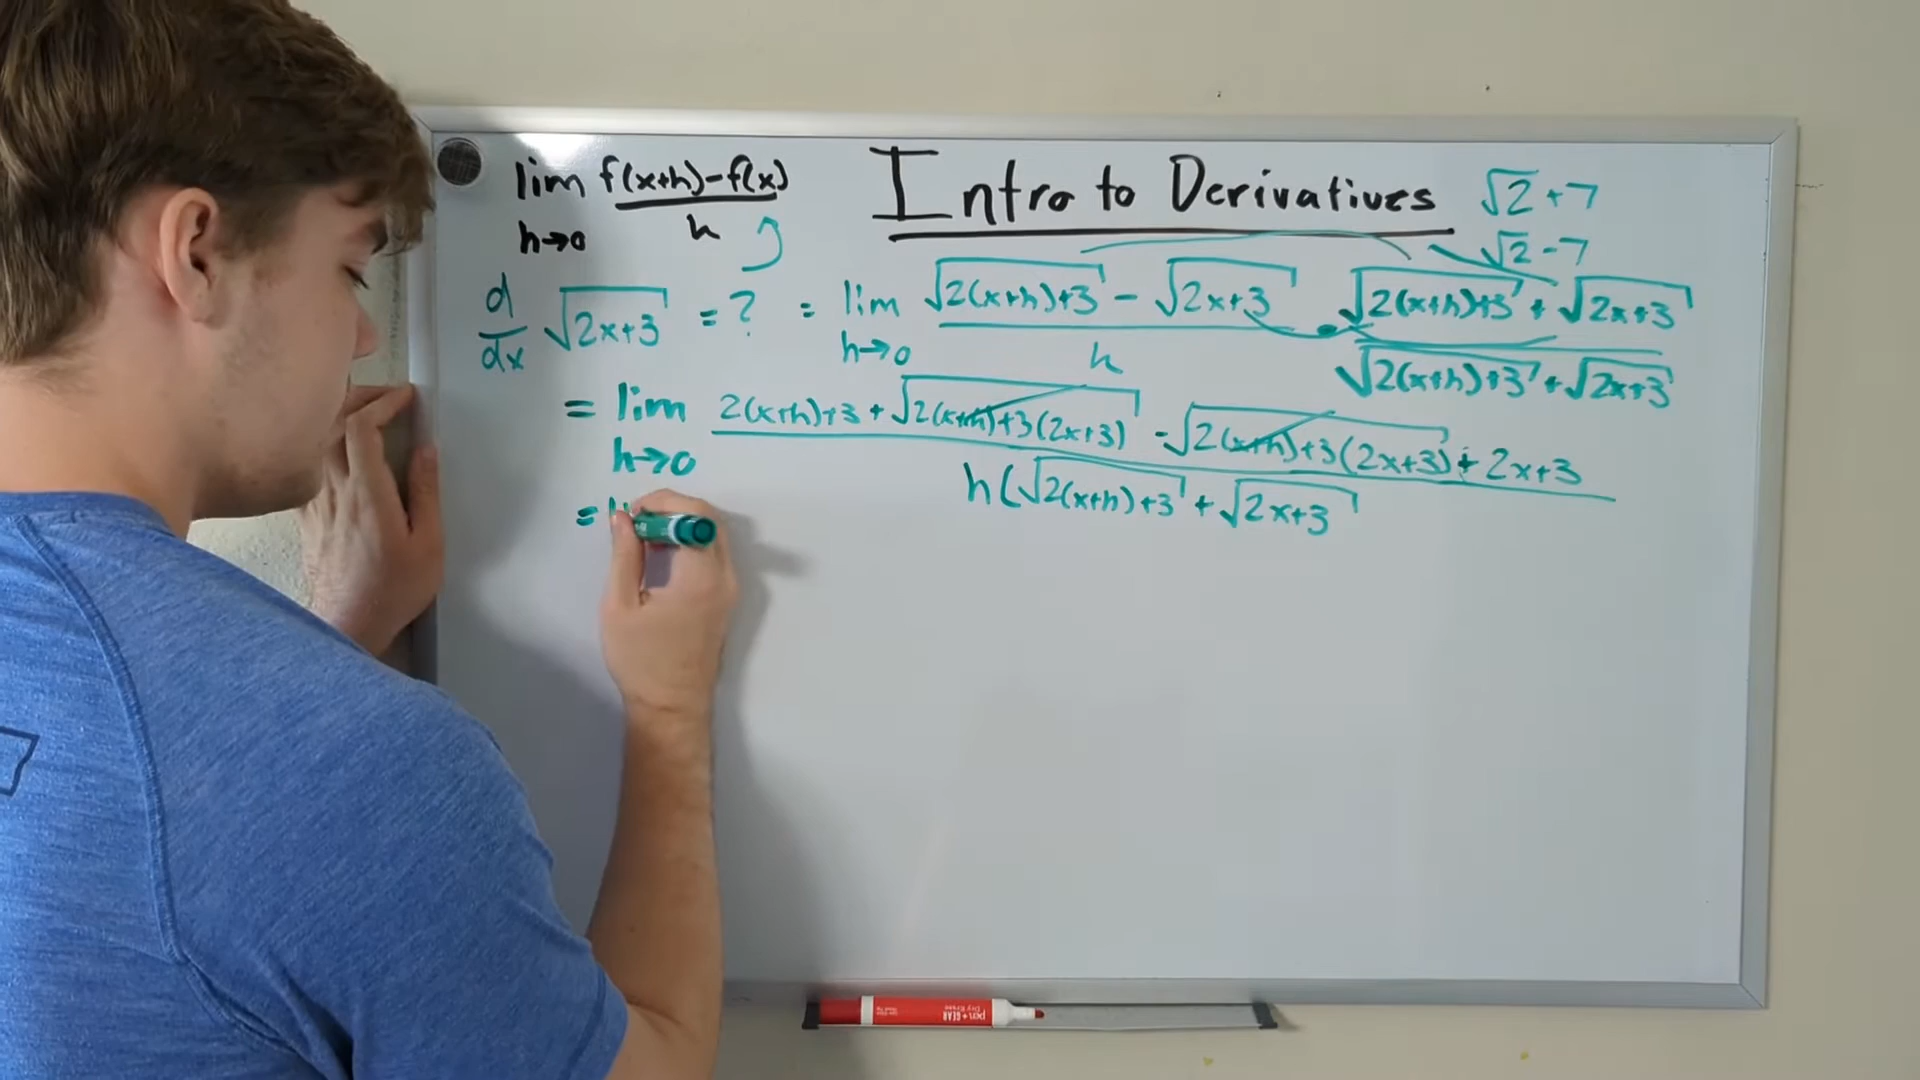 lim f(x+h)-f(x)
h→0 h
Intro to Derivatives
√2 + 7
√2 - 7
d/dx √(2x+3) = ? = lim h→0 (√(2(x+h)+3) - √(2x+3))/h · (√(2(x+h)+3) + √(2x+3))/(√(2(x+h)+3) + √(2x+3))
= lim h→0 (2(x+h)+3 + √(2(x+h)+3(2x+3)) - √(2(x+h)+3(2x+3)) + 2x+3)/(h(√(2(x+h)+3) + √(2x+3))
=
PEN+GEAR